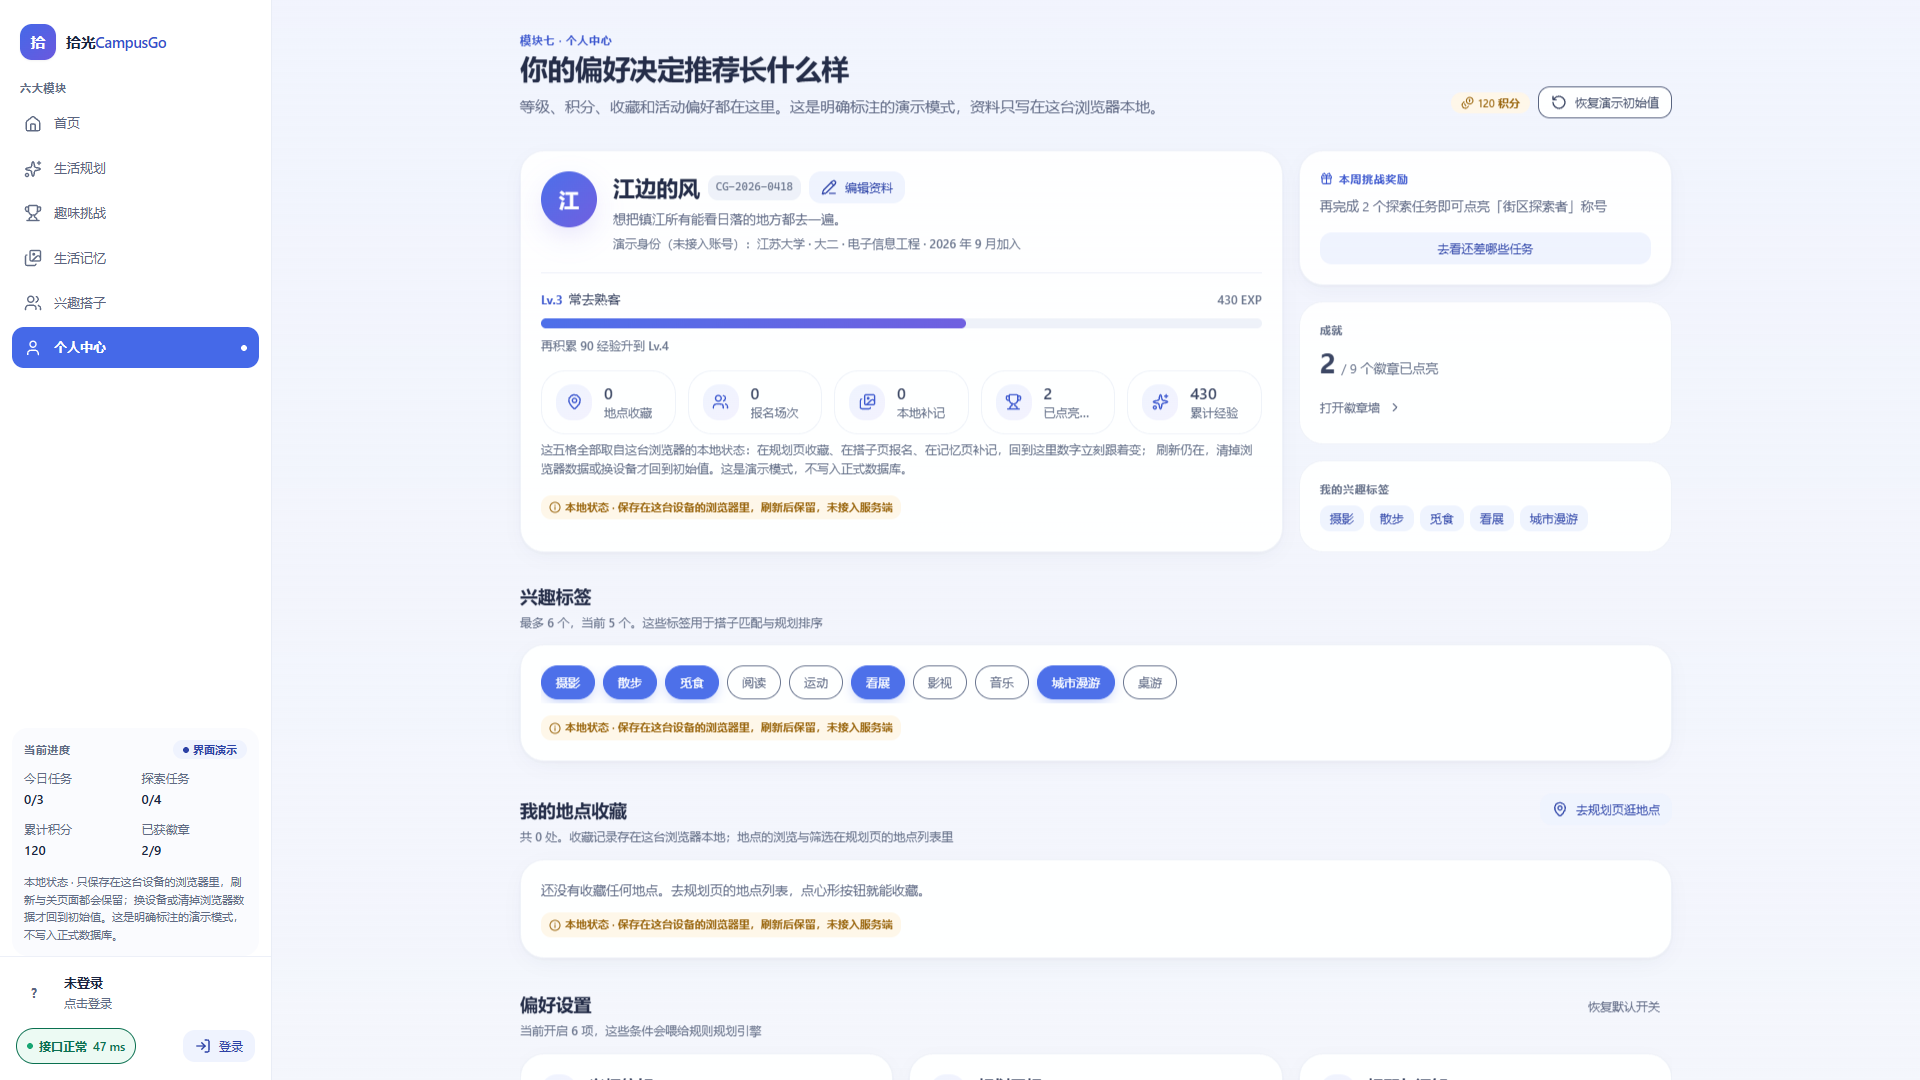 拾 拾光CampusGo
六大模块
首页
生活规划
趣味挑战
生活记忆
兴趣搭子
个人中心
当前进度
界面演示
今日任务
探索任务
0/3
0/4
累计积分
已获徽章
120
2/9
本地状态 · 只保存在这台设备的浏览器里，刷
新与关页面都会保留；换设备或清掉浏览器数
据才回到初始值。这是明确标注的演示模式，
不写入正式数据库。
?
未登录
点击登录
接口正常 47 ms
登录
模块七 · 个人中心
你的偏好决定推荐长什么样
等级、积分、收藏和活动偏好都在这里。这是明确标注的演示模式，资料只写在这台浏览器本地。
120 积分
恢复演示初始值
江
江边的风
CG-2026-0418
编辑资料
想把镇江所有能看日落的地方都去一遍。
演示身份（未接入账号）：江苏大学 · 大二 · 电子信息工程 · 2026 年 9 月加入
Lv.3 常去熟客
430 EXP
再积累 90 经验升到 Lv.4
0
地点收藏
0
报名场次
0
本地补记
2
已点亮...
430
累计经验
这五格全部取自这台浏览器的本地状态：在规划页收藏、在搭子页报名、在记忆页补记，回到这里数字立刻跟着变； 刷新仍在，清掉浏
览器数据或换设备才回到初始值。这是演示模式，不写入正式数据库。
本地状态 · 保存在这台设备的浏览器里，刷新后保留，未接入服务端
本周挑战奖励
再完成 2 个探索任务即可点亮「街区探索者」称号
去看还差哪些任务
成就
2 / 9 个徽章已点亮
打开徽章墙
我的兴趣标签
摄影
散步
觅食
看展
城市漫游
兴趣标签
最多 6 个，当前 5 个。这些标签用于搭子匹配与规划排序
摄影
散步
觅食
阅读
运动
看展
影视
音乐
城市漫游
桌游
本地状态 · 保存在这台设备的浏览器里，刷新后保留，未接入服务端
我的地点收藏
共 0 处。收藏记录存在这台浏览器本地；地点的浏览与筛选在规划页的地点列表里
去规划页逛地点
还没有收藏任何地点。去规划页的地点列表，点心形按钮就能收藏。
本地状态 · 保存在这台设备的浏览器里，刷新后保留，未接入服务端
偏好设置
当前开启 6 项，这些条件会喂给规则规划引擎
恢复默认开关